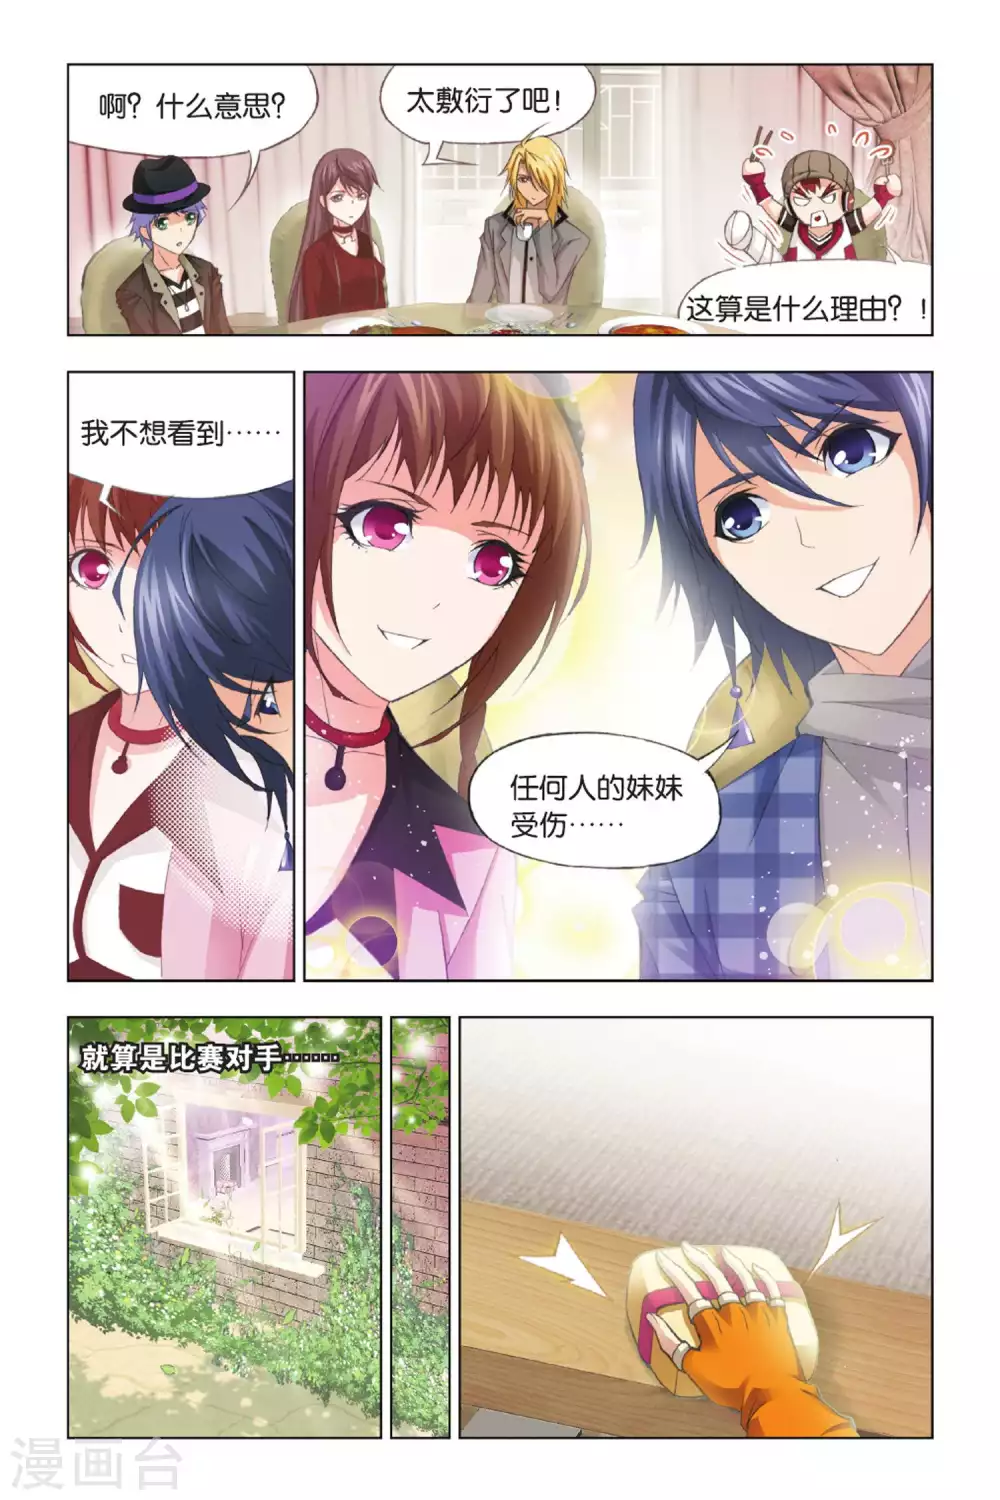 啊？什么意思？
太敷衍了吧！
这算是什么理由？！
我不想看到……
任何人的妹妹
受伤……
就算是比赛对手……
漫画台